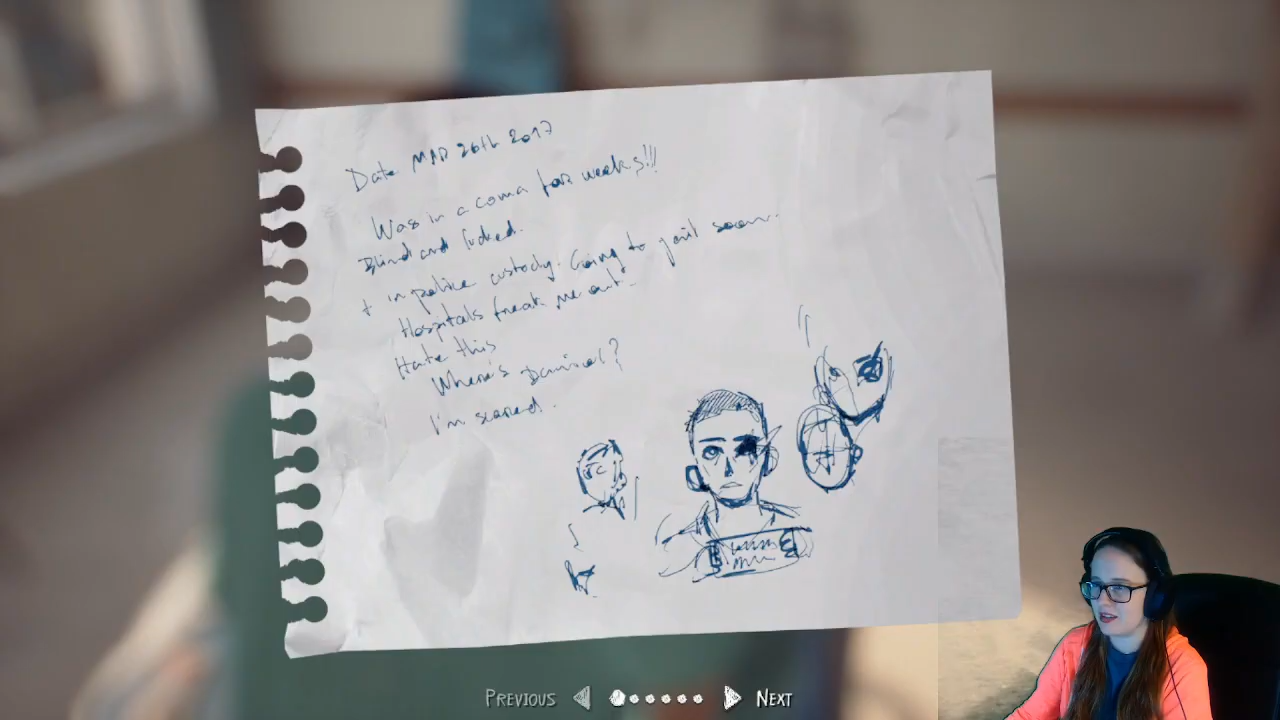 Date MAR 26th 2017
Was in a coma for weeks!!!
Blind and fucked.
+ in police custody. Going to jail soon.
Hospitals freak me out.
Hate this
Where's Daniel?
I'm scared.
PREVIOUS
NEXT